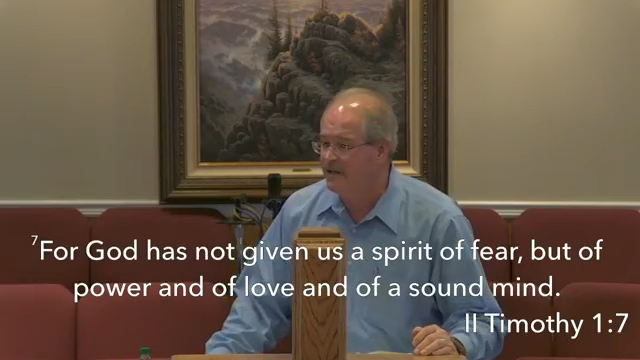 ⁷For God has not given us a spirit of fear, but of
power and of love and of a sound mind.
II Timothy 1:7